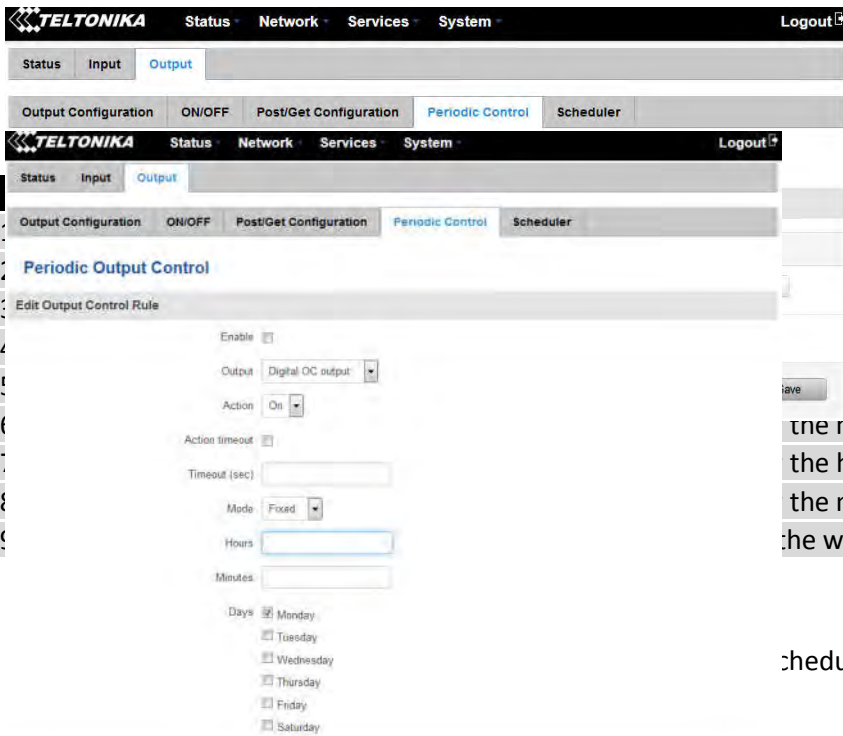 TELTONIKA Status Network Services System Logout
Status Input Output
Output Configuration ON/OFF Post/Get Configuration Periodic Control Scheduler
TELTONIKA Status Network Services System Logout
Status Input Output
Output Configuration ON/OFF Post/Get Configuration Periodic Control Scheduler
Periodic Output Control
Edit Output Control Rule
Enable
Output Digital OC output
Action On
Action timeout
Timeout (sec)
Mode Fixed
Hours
Minutes
Days Monday
Tuesday
Wednesday
Thursday
Friday
Saturday
the
the
the